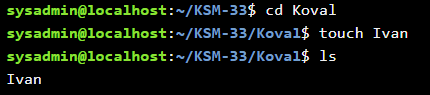 sysadmin@localhost:~/KSM-33$ cd Koval
sysadmin@localhost:~/KSM-33/Koval$ touch Ivan
sysadmin@localhost:~/KSM-33/Koval$ ls
Ivan